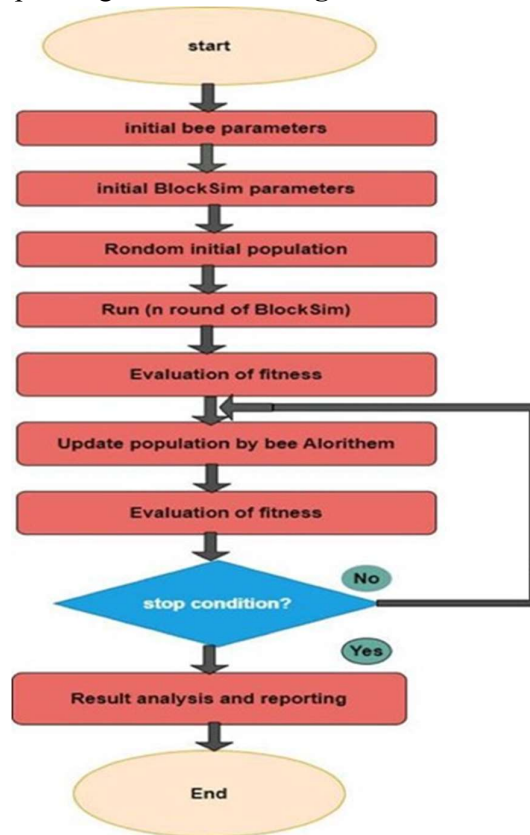 start
initial bee parameters
initial BlockSim parameters
Rondom initial population
Run (n round of BlockSim)
Evaluation of fitness
Update population by bee Alorithem
Evaluation of fitness
No
stop condition?
Yes
Result analysis and reporting
End